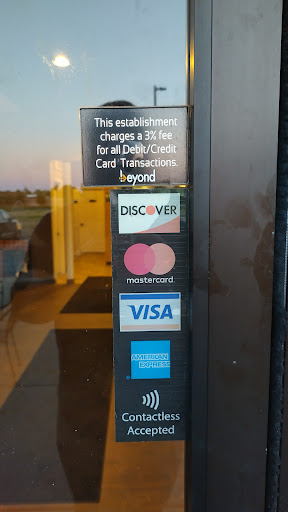 This establishment
charges a 3% fee
for all Debit/Credit
Card Transactions.
beyond
DISCOVER
mastercard
VISA
AMERICAN
EXPRESS
Contactless
Accepted